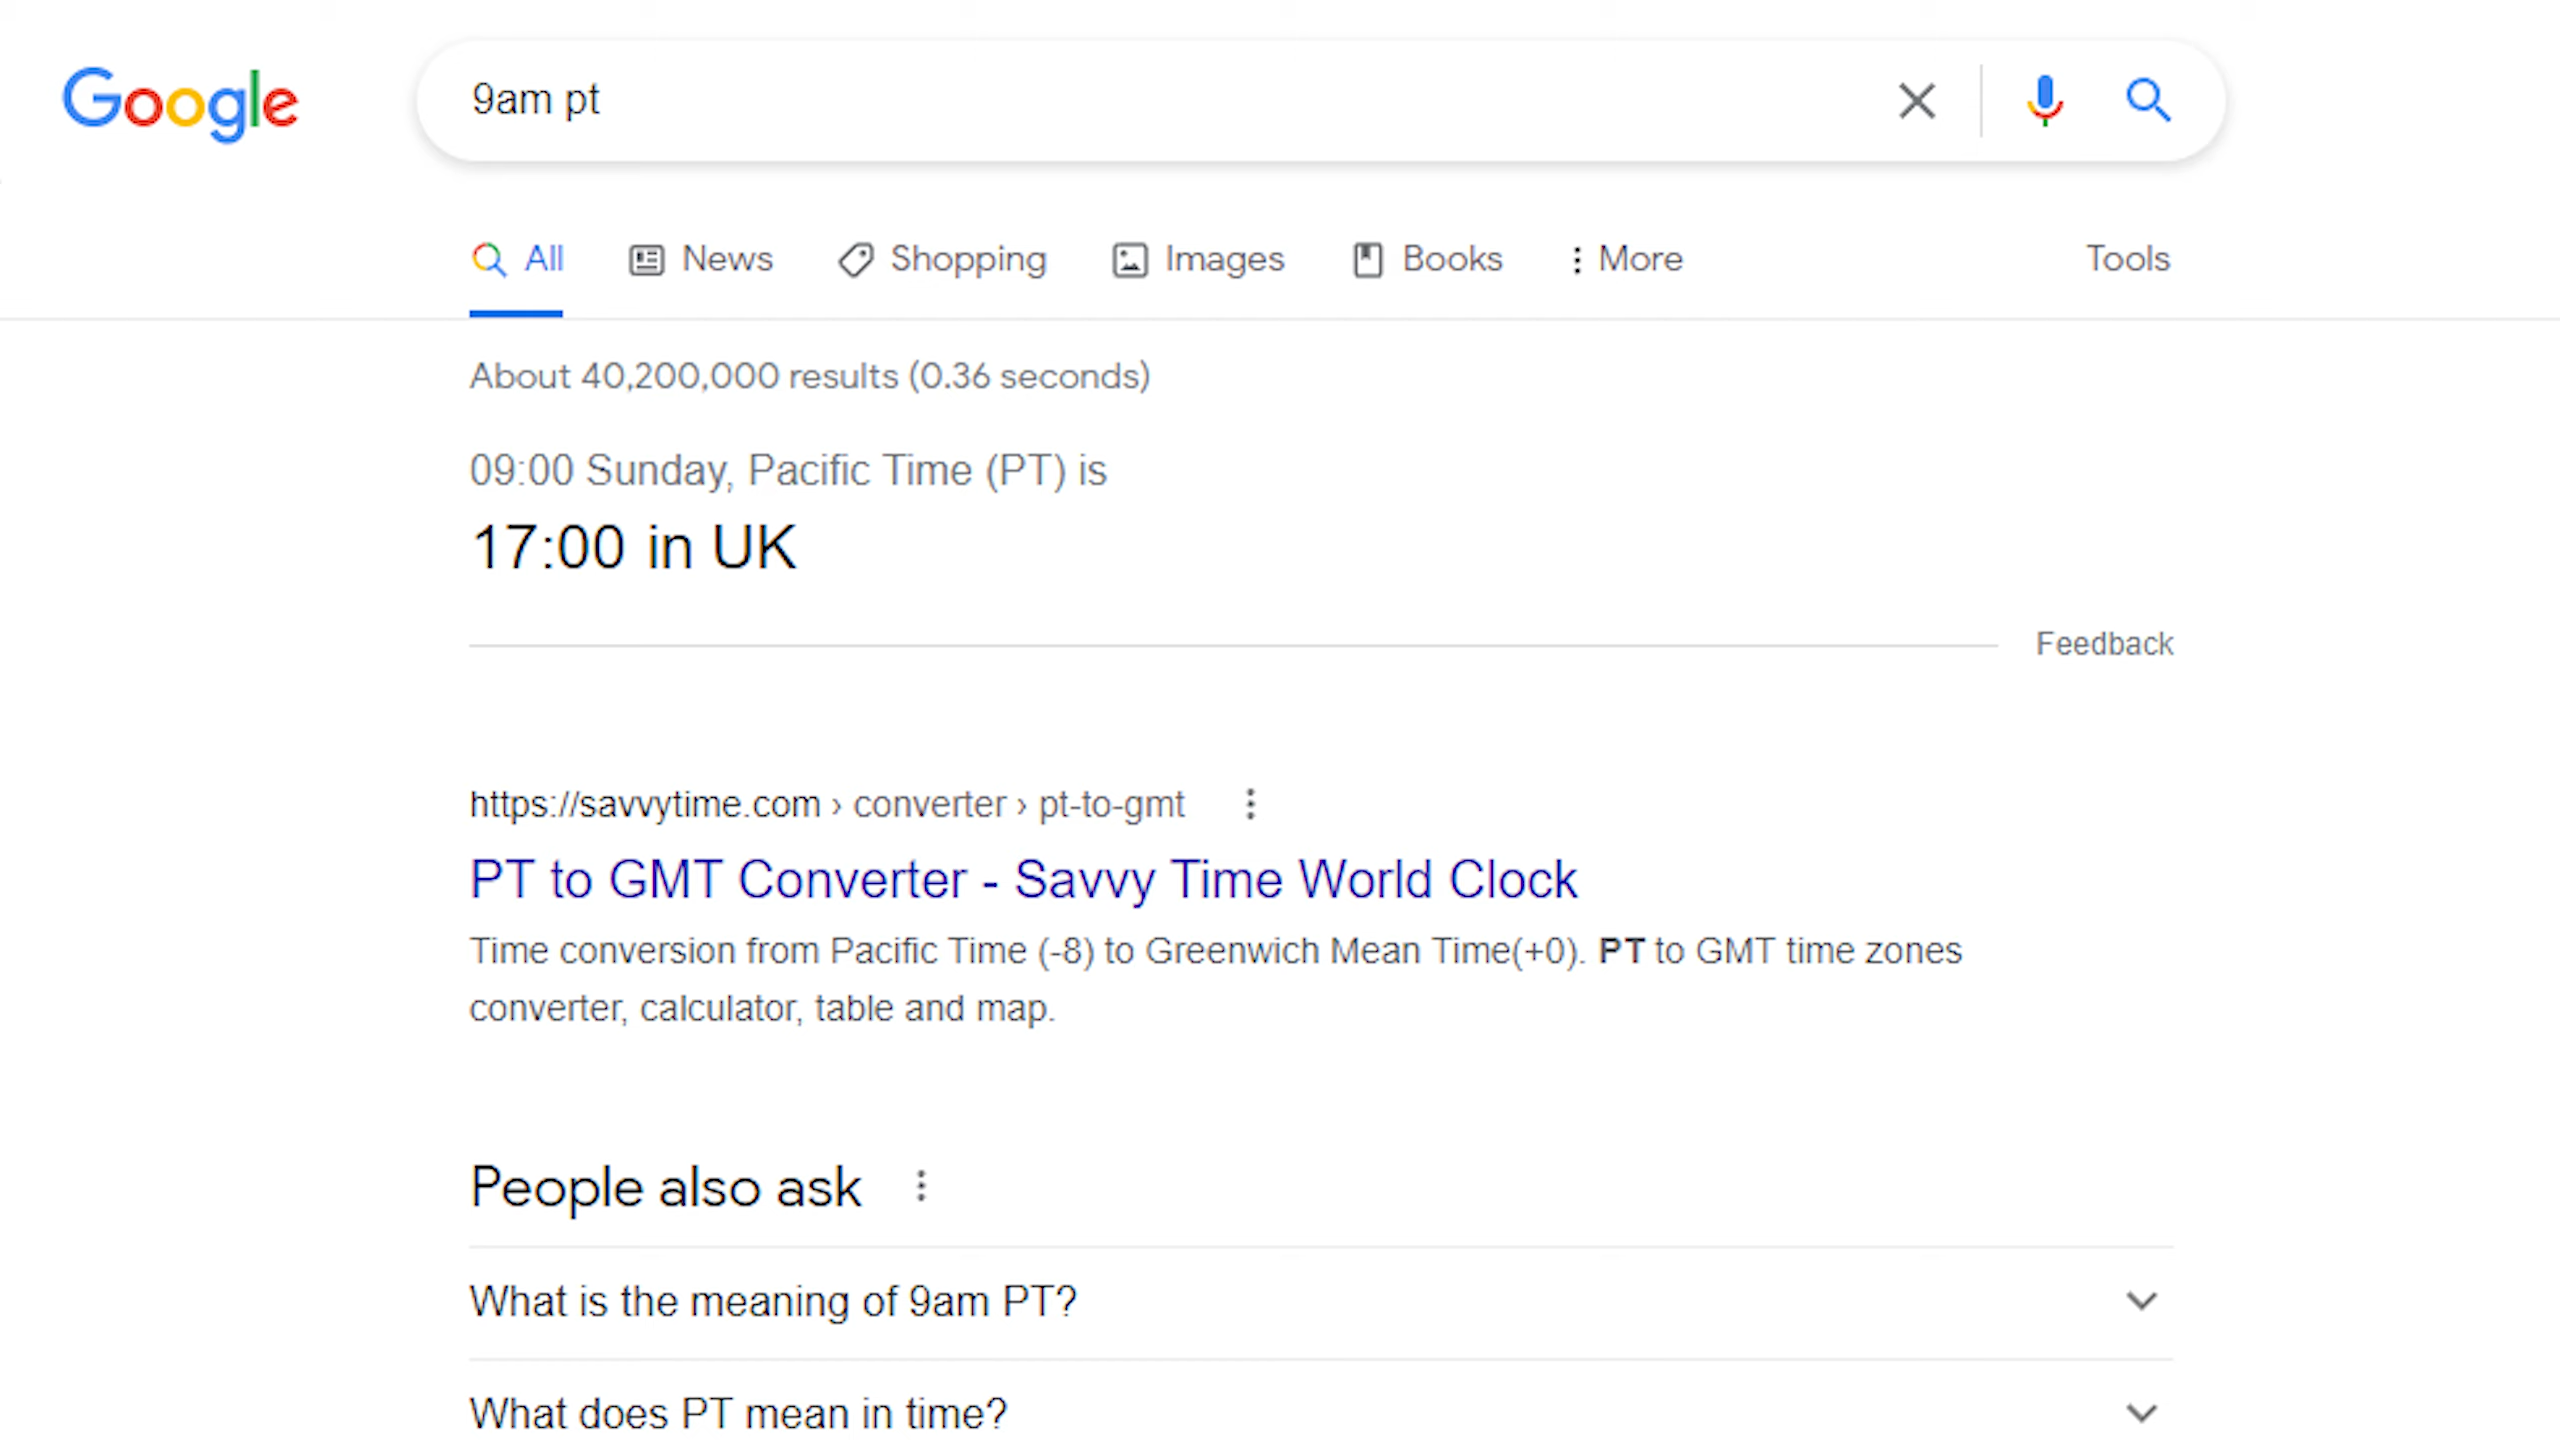 Google
9am pt
All News Shopping Images Books More Tools
About 40,200,000 results (0.36 seconds)
09:00 Sunday, Pacific Time (PT) is
17:00 in UK
Feedback
https://savvytime.com › converter › pt-to-gmt
PT to GMT Converter - Savvy Time World Clock
Time conversion from Pacific Time (-8) to Greenwich Mean Time(+0). PT to GMT time zones
converter, calculator, table and map.
People also ask
What is the meaning of 9am PT?
What does PT mean in time?